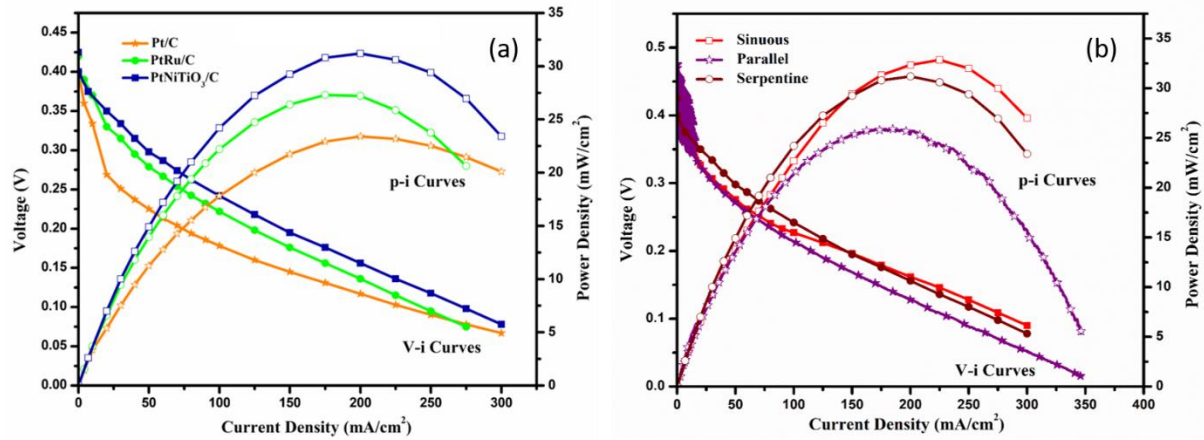 (a)
Pt/C
PtRu/C
PtNiTiO₃/C
p-i Curves
V-i Curves
Voltage (V)
0.45
0.40
0.35
0.30
0.25
0.20
0.15
0.10
0.05
0.00
Power Density (mW/cm²)
35
30
25
20
15
10
5
0
0 50 100 150 200 250 300
Current Density (mA/cm²)
(b)
Sinuous
Parallel
Serpentine
p-i Curves
V-i Curves
Voltage (V)
0.5
0.4
0.3
0.2
0.1
0.0
Power Density (mW/cm²)
35
30
25
20
15
10
5
0
0 50 100 150 200 250 300 350 400
Current Density (mA/cm²)